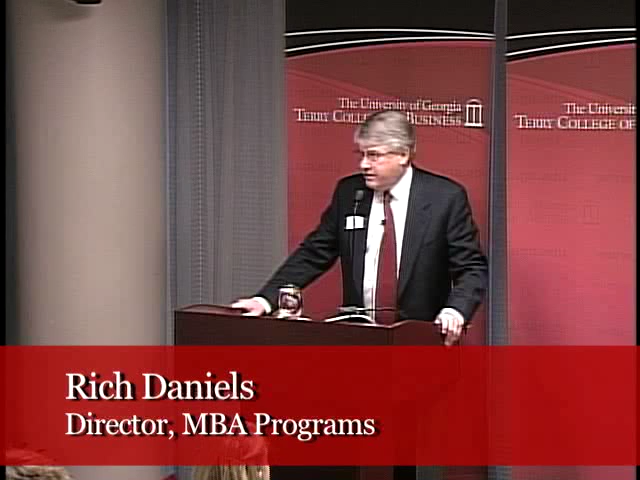 The University of Georgia
TERRY COLLEGE OF BUSINESS
The Universit
TERRY COLLEGE OF
Rich Daniels
Director, MBA Programs